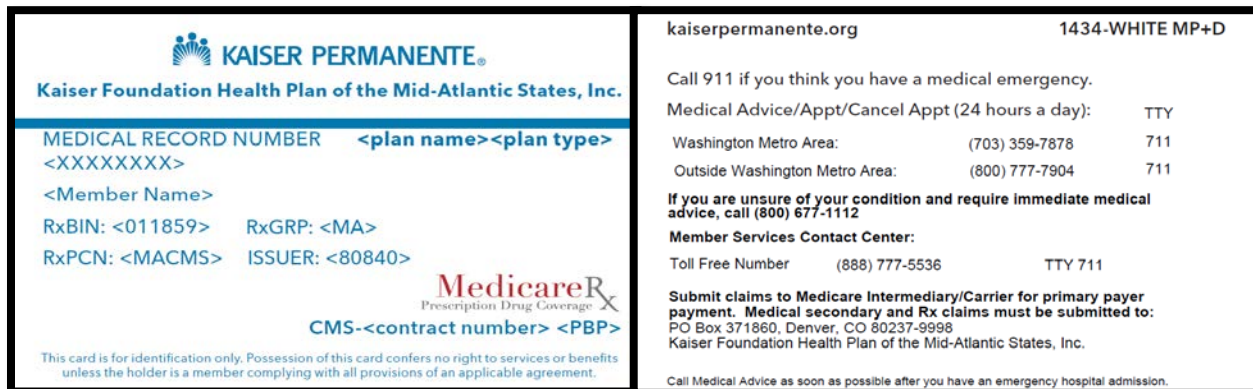 KAISER PERMANENTE®
Kaiser Foundation Health Plan of the Mid-Atlantic States, Inc.
MEDICAL RECORD NUMBER <plan name><plan type>
<XXXXXXXX>
<Member Name>
RxBIN: <011859> RxGRP: <MA>
RxPCN: <MACMS> ISSUER: <80840>
MedicareRx
Prescription Drug Coverage
CMS-<contract number> <PBP>
This card is for identification only. Possession of this card confers no right to services or benefits
unless the holder is a member complying with all provisions of an applicable agreement.
kaiserpermanente.org 1434-WHITE MP+D
Call 911 if you think you have a medical emergency.
Medical Advice/Appt/Cancel Appt (24 hours a day): TTY
Washington Metro Area: (703) 359-7878 711
Outside Washington Metro Area: (800) 777-7904 711
If you are unsure of your condition and require immediate medical
advice, call (800) 677-1112
Member Services Contact Center:
Toll Free Number (888) 777-5536 TTY 711
Submit claims to Medicare Intermediary/Carrier for primary payer
payment. Medical secondary and Rx claims must be submitted to:
PO Box 371860, Denver, CO 80237-9998
Kaiser Foundation Health Plan of the Mid-Atlantic States, Inc.
Call Medical Advice as soon as possible after you have an emergency hospital admission.